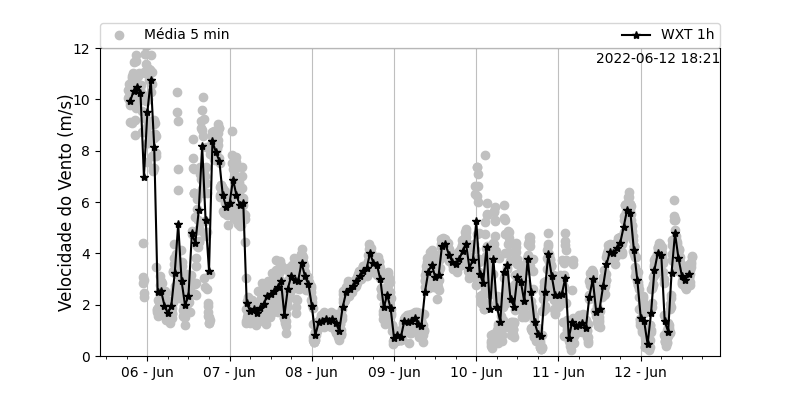 Média 5 min
WXT 1h
2022-06-12 18:21
Velocidade do Vento (m/s)
12
10
8
6
4
2
0
06 - Jun
07 - Jun
08 - Jun
09 - Jun
10 - Jun
11 - Jun
12 - Jun